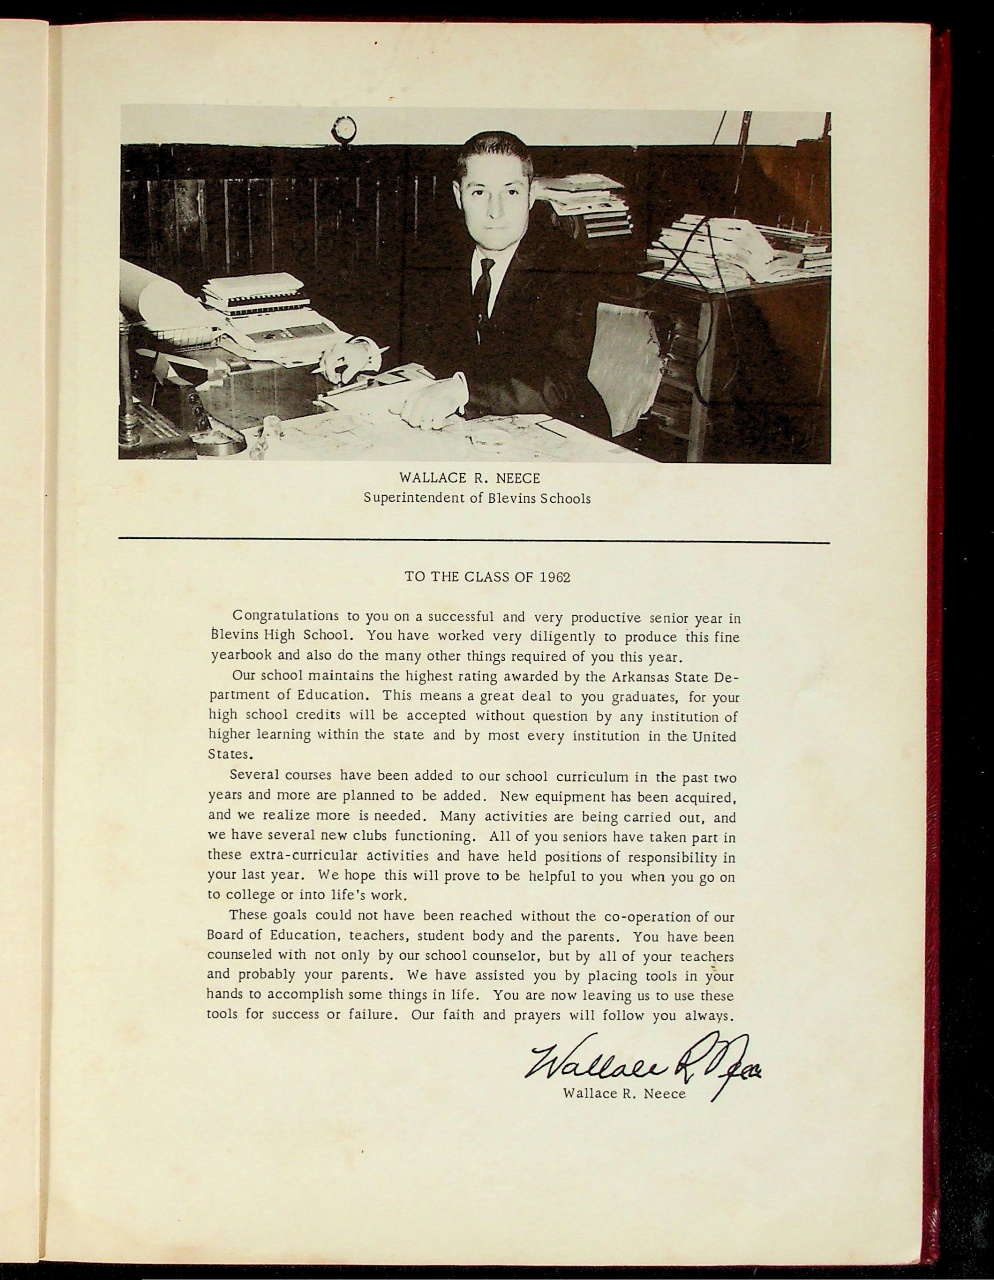 WALLACE R. NEECE
Superintendent of Blevins Schools
TO THE CLASS OF 1962
Congratulations to you on a successful and very productive senior year in
Blevins High School. You have worked very diligently to produce this fine
yearbook and also do the many other things required of you this year.
Our school maintains the highest rating awarded by the Arkansas State De-
partment of Education. This means a great deal to you graduates, for your
high school credits will be accepted without question by any institution of
higher learning within the state and by most every institution in the United
States.
Several courses have been added to our school curriculum in the past two
years and more are planned to be added. New equipment has been acquired,
and we realize more is needed. Many activities are being carried out, and
we have several new clubs functioning. All of you seniors have taken part in
these extra-curricular activities and have held positions of responsibility in
your last year. We hope this will prove to be helpful to you when you go on
to college or into life's work.
These goals could not have been reached without the co-operation of our
Board of Education, teachers, student body and the parents. You have been
counseled with not only by our school counselor, but by all of your teachers
and probably your parents. We have assisted you by placing tools in your
hands to accomplish some things in life. You are now leaving us to use these
tools for success or failure. Our faith and prayers will follow you always.
Wallace R Neece
Wallace R. Neece